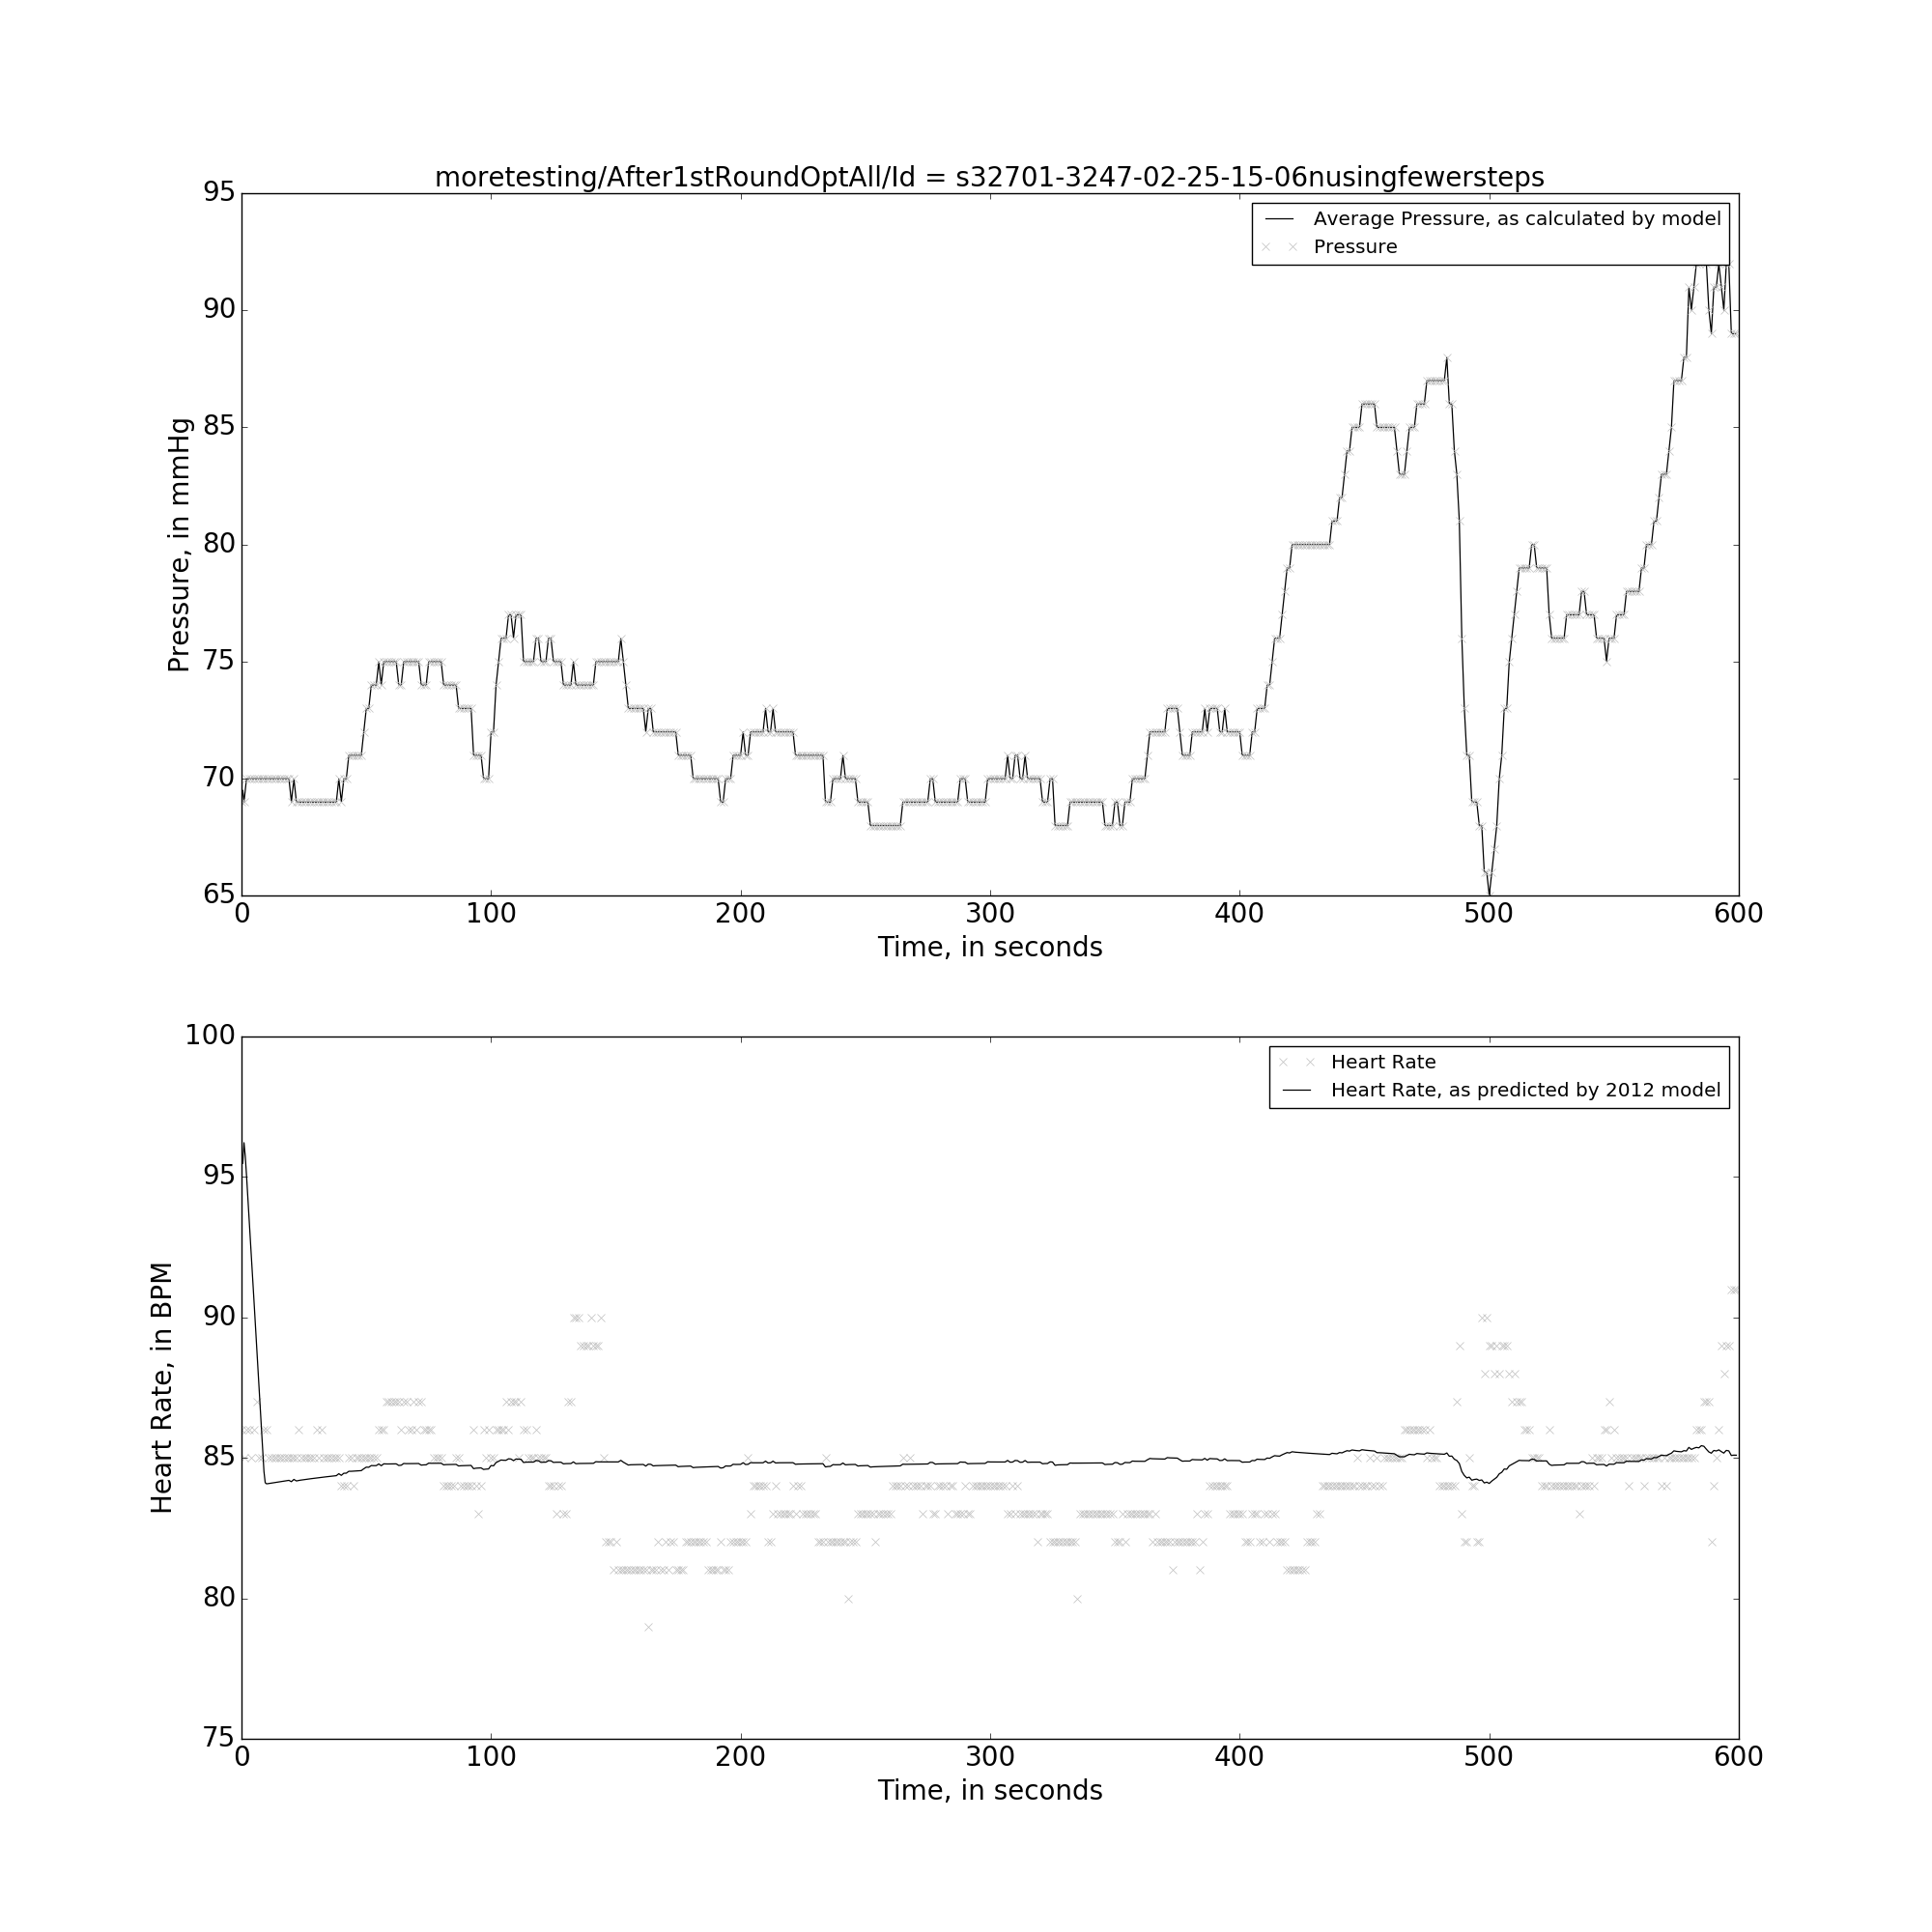 moretesting/After1stRoundOptAll/Id = s32701-3247-02-25-15-06nusingfewersteps
95
90
85
80
75
70
65
Pressure, in mmHg
Average Pressure, as calculated by model
Pressure
0 100 200 300 400 500 600
Time, in seconds
100
95
90
85
80
75
Heart Rate, in BPM
Heart Rate
Heart Rate, as predicted by 2012 model
0 100 200 300 400 500 600
Time, in seconds